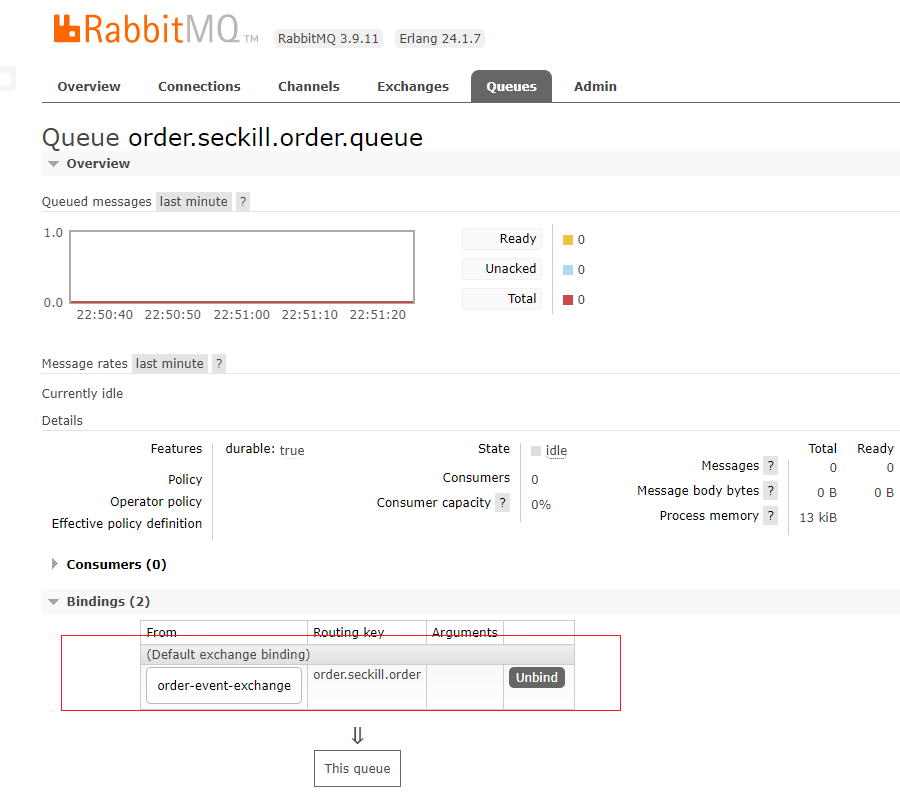 RabbitMQ TM RabbitMQ 3.9.11 Erlang 24.1.7
Overview Connections Channels Exchanges Queues Admin
Queue order.seckill.order.queue
Overview
Queued messages last minute ?
1.0
0.0
22:50:40 22:50:50 22:51:00 22:51:10 22:51:20
Ready 0
Unacked 0
Total 0
Message rates last minute ?
Currently idle
Details
Features durable: true
Policy
Operator policy
Effective policy definition
State idle
Consumers 0
Consumer capacity ? 0%
Total Ready
Messages ? 0 0
Message body bytes ? 0 B 0 B
Process memory ? 13 kiB
Consumers (0)
Bindings (2)
From Routing key Arguments
(Default exchange binding)
order-event-exchange order.seckill.order Unbind
⇓
This queue